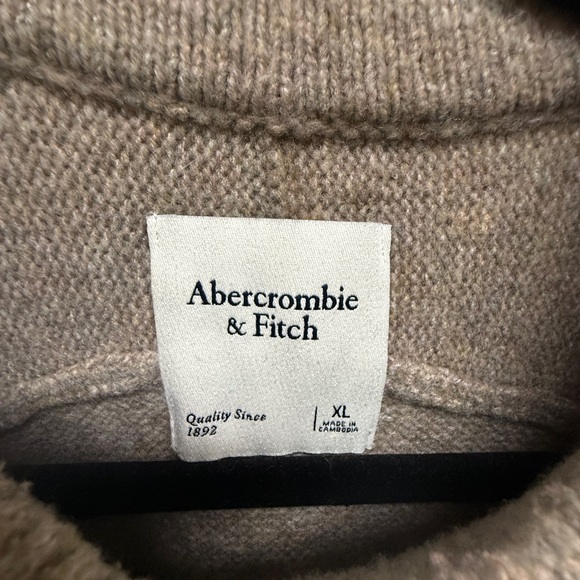 Abercrombie
& Fitch
Quality Since
1892
XL
MADE IN
CAMBODIA